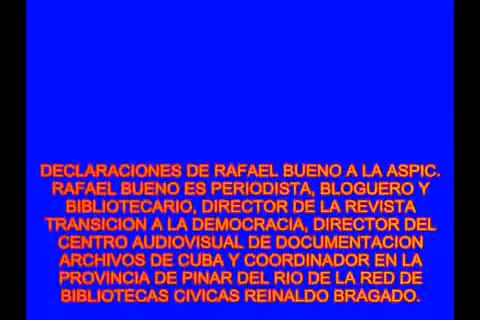 DECLARACIONES DE RAFAEL BUENO A LA ASPIC.
RAFAEL BUENO ES PERIODISTA, BLOGUERO Y
BIBLIOTECARIO, DIRECTOR DE LA REVISTA
TRANSICION A LA DEMOCRACIA, DIRECTOR DEL
CENTRO AUDIOVISUAL DE DOCUMENTACION
ARCHIVOS DE CUBA Y COORDINADOR EN LA
PROVINCIA DE PINAR DEL RIO DE LA RED DE
BIBLIOTECAS CIVICAS REINALDO BRAGADO.